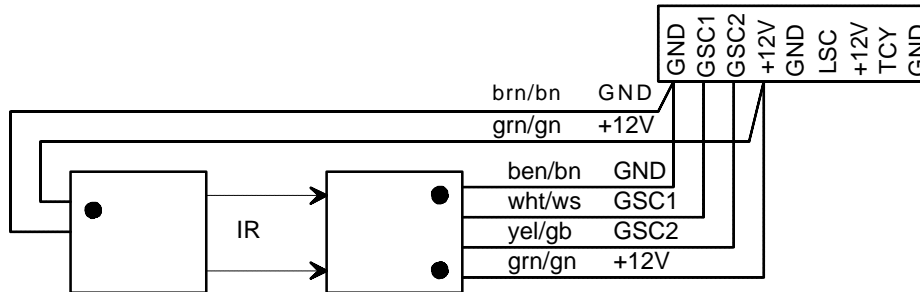 GND
GSC1
GSC2
+12V
GND
LSC
+12V
TCY
GND
brn/bn GND
grn/gn +12V
ben/bn GND
wht/ws GSC1
IR
yel/gb GSC2
grn/gn +12V